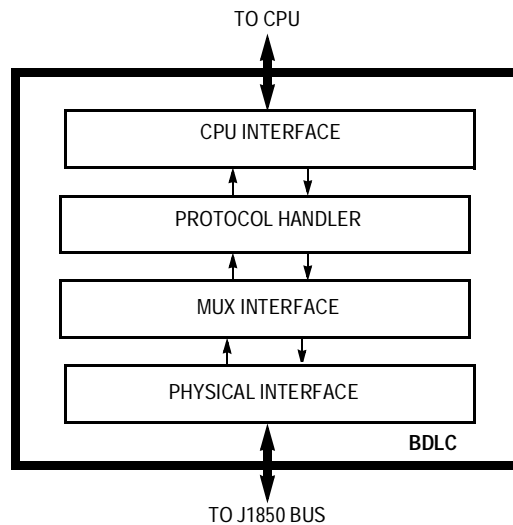 TO CPU
CPU INTERFACE
PROTOCOL HANDLER
MUX INTERFACE
PHYSICAL INTERFACE
BDLC
TO J1850 BUS